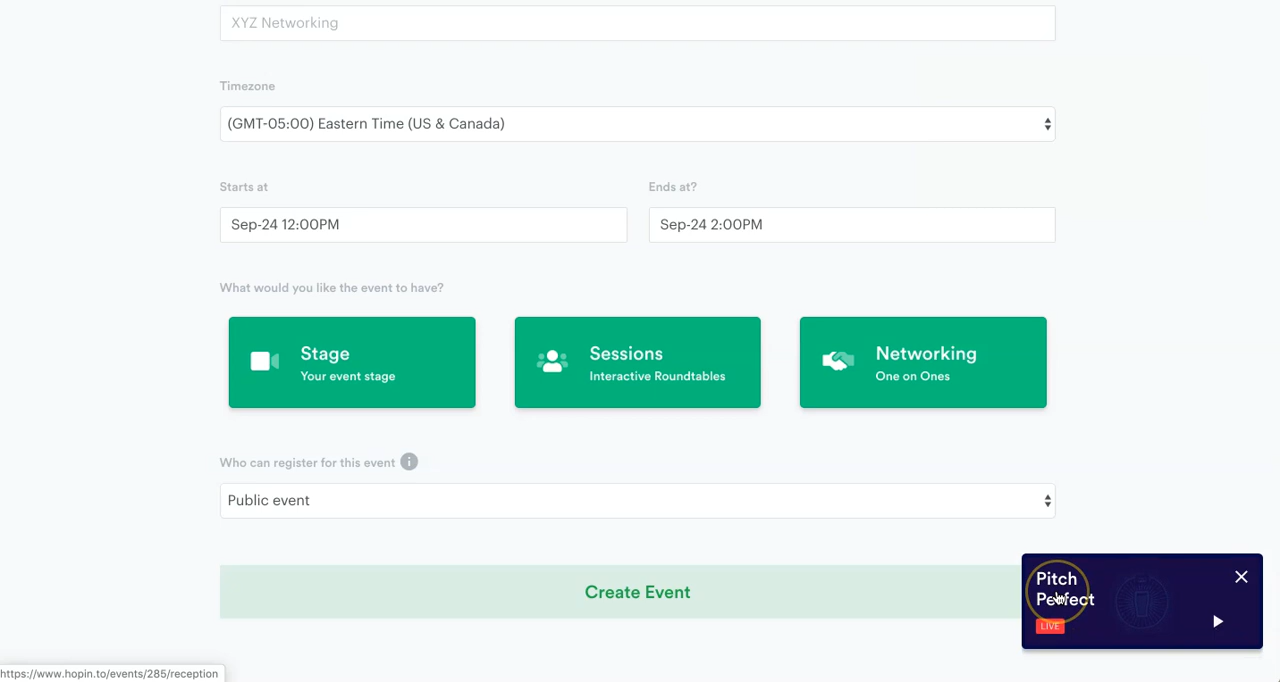 XYZ Networking
Timezone
(GMT-05:00) Eastern Time (US & Canada)
Starts at
Ends at?
Sep-24 12:00PM
Sep-24 2:00PM
What would you like the event to have?
Stage
Your event stage
Sessions
Interactive Roundtables
Networking
One on Ones
Who can register for this event
Public event
Create Event
Pitch
Perfect
LIVE
https://www.hopin.to/events/285/reception